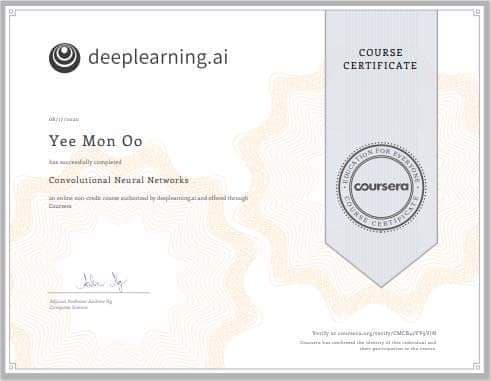 deeplearning.ai
COURSE
CERTIFICATE
08/17/2020
Yee Mon Oo
has successfully completed
Convolutional Neural Networks
an online non-credit course authorized by deeplearning.ai and offered through
Coursera
EDUCATION FOR EVERYONE
coursera
COURSE CERTIFICATE
Adjunct Professor Andrew Ng
Computer Science
Verify at coursera.org/verify/
Coursera has confirmed the identity of this individual and
their participation in the course.